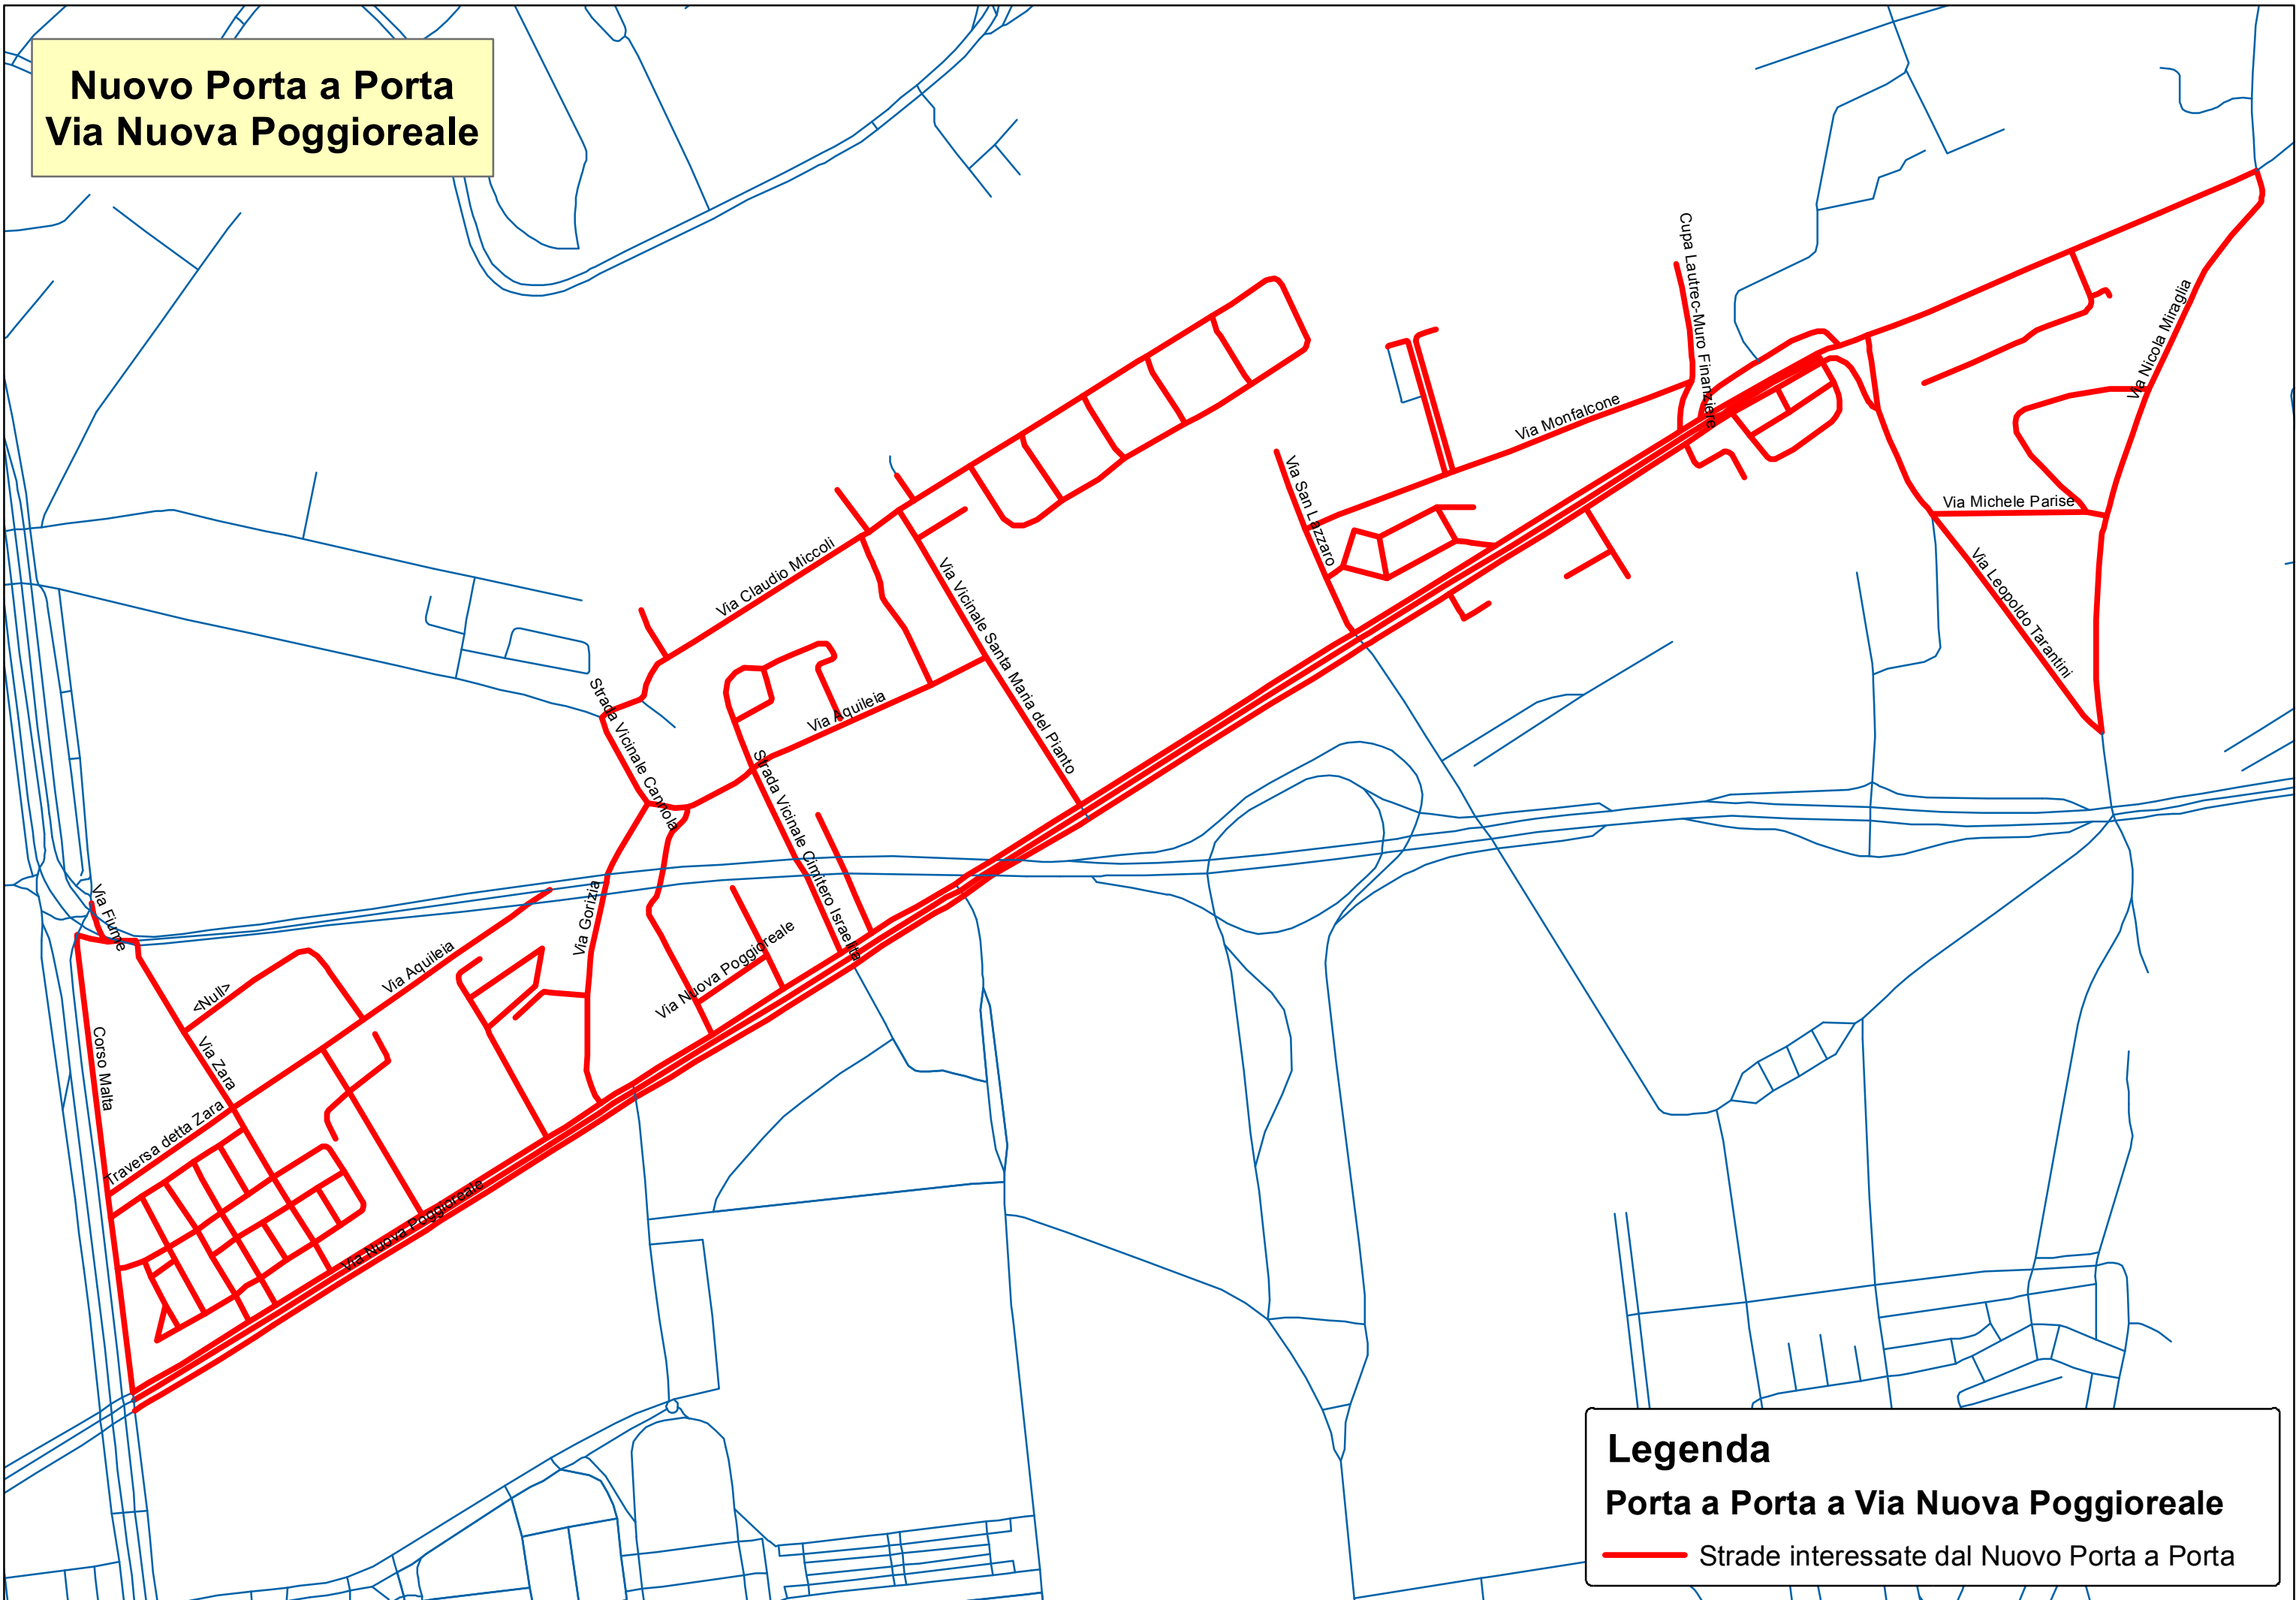 Nuovo Porta a Porta
Via Nuova Poggioreale
Cupa Lautrec-Muro Finanziere
Via Nicola Miraglia
Via Monfalcone
Via San Lazzaro
Via Michele Parise
Via Leopoldo Tarantini
Via Claudio Miccoli
Via Vicinale Santa Maria del Pianto
Strada Vicinale Cannola
Via Aquileia
Strada Vicinale Cimitero Israelita
Via Fiume
Via Gorizia
Via Aquileia
Via Nuova Poggioreale
<Null>
Corso Malta
Via Zara
Traversa detta Zara
Via Nuova Poggioreale
Legenda
Porta a Porta a Via Nuova Poggioreale
Strade interessate dal Nuovo Porta a Porta